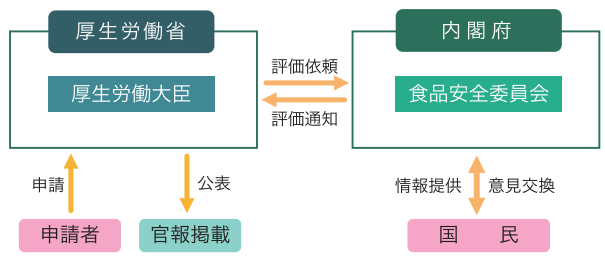 厚生労働省
内閣府
厚生労働大臣
評価依頼
食品安全委員会
評価通知
申請
公表
情報提供
意見交換
申請者
官報掲載
国　民